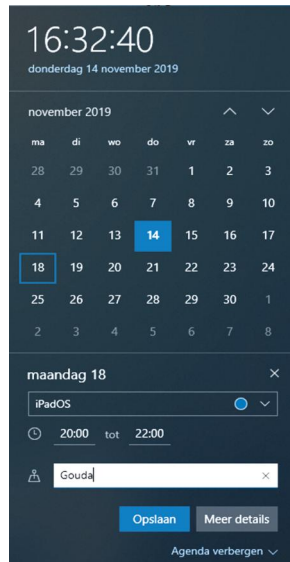 16:32:40
donderdag 14 november 2019
november 2019
ma di wo do vr za zo
28 29 30 31 1 2 3
4 5 6 7 8 9 10
11 12 13 14 15 16 17
18 19 20 21 22 23 24
25 26 27 28 29 30 1
2 3 4 5 6 7 8
maandag 18
iPadOS
20:00 tot 22:00
Gouda
Opslaan Meer details
Agenda verbergen